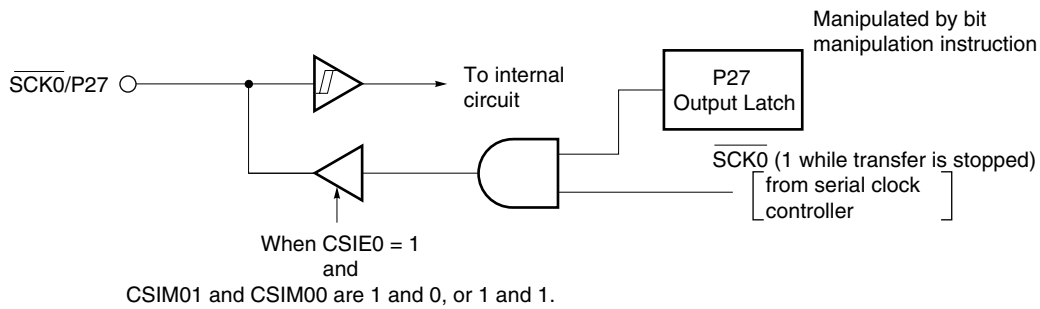 Manipulated by bit
manipulation instruction
SCK0/P27
To internal
circuit
P27
Output Latch
SCK0 (1 while transfer is stopped)
from serial clock
controller
When CSIE0 = 1
and
CSIM01 and CSIM00 are 1 and 0, or 1 and 1.